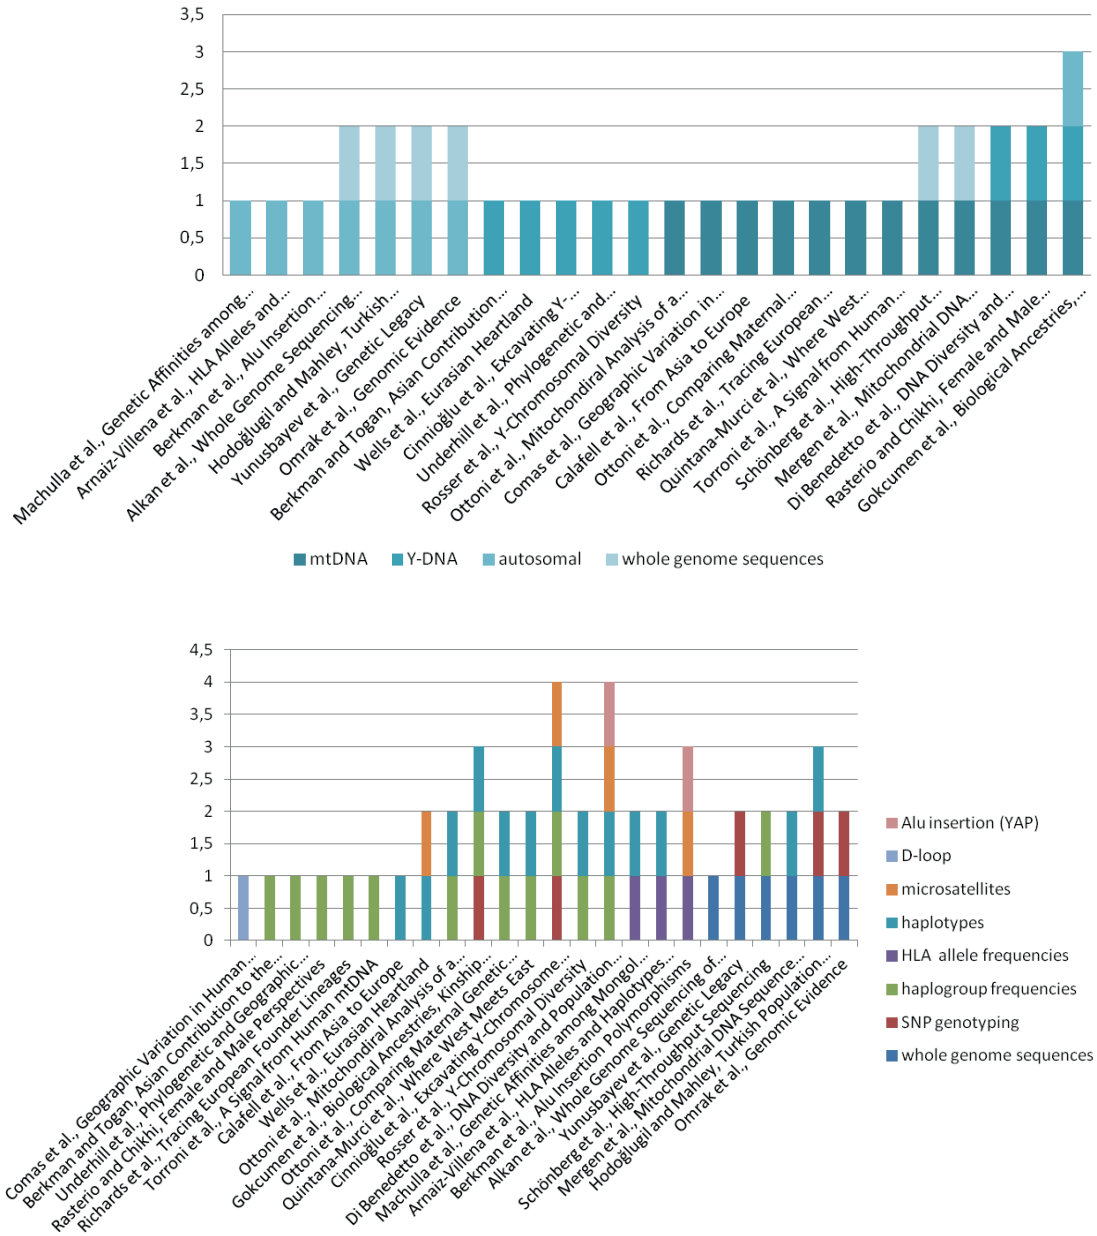 3,5
3
2,5
2
1,5
1
0,5
0
Machulla et al., Genetic Affinities among...
Arnaiz-Villena et al., HLA Alleles and...
Berkman et al., Alu Insertion...
Alkan et al., Whole Genome Sequencing...
Hodoğlugil and Mahley, Turkish...
Yunusbayev et al., Genetic Legacy
Omrak et al., Genomic Evidence
Berkman and Togan, Asian Contribution...
Wells et al., Eurasian Heartland
Cinnioğlu et al., Excavating Y-...
Underhill et al., Phylogenetic and...
Rosser et al., Y-Chromosomal Diversity
Ottoni et al., Mitochondiral Analysis of a...
Comas et al., Geographic Variation in...
Calafell et al., From Asia to Europe
Ottoni et al., Comparing Maternal...
Richards et al., Tracing European...
Quintana-Murci et al., Where West...
Torroni et al., A Signal from Human...
Schönberg et al., High-Throughput...
Mergen et al., Mitochondrial DNA...
Di Benedetto et al., DNA Diversity and...
Rasterio and Chikhi, Female and Male...
Gokcumen et al., Biological Ancestries,...
mtDNA Y-DNA autosomal whole genome sequences
4,5
4
3,5
3
2,5
2
1,5
1
0,5
0
Comas et al., Geographic Variation in Human...
Berkman and Togan, Asian Contribution to the...
Underhill et al., Phylogenetic and Geographic...
Rasterio and Chikhi, Female and Male Perspectives
Richards et al., Tracing European Founder Lineages
Torroni et al., A Signal from Human mtDNA
Calafell et al., From Asia to Europe
Wells et al., Eurasian Heartland
Ottoni et al., Mitochondiral Analysis of a...
Gokcumen et al., Biological Ancestries, Kinship...
Ottoni et al., Comparing Maternal Genetic...
Quintana-Murci et al., Where West Meets East
Cinnioğlu et al., Excavating Y-Chromosome...
Rosser et al., Y-Chromosomal Diversity
Di Benedetto et al., DNA Diversity and Population...
Machulla et al., Genetic Affinities among Mongol...
Arnaiz-Villena et al., HLA Alleles and Haplotypes...
Berkman et al., Alu Insertion Polymorphisms
Alkan et al., Whole Genome Sequencing of...
Yunusbayev et al., Genetic Legacy
Schönberg et al., High-Throughput Sequencing
Mergen et al., Mitochondrial DNA Sequence...
Hodoğlugil and Mahley, Turkish Population...
Omrak et al., Genomic Evidence
Alu insertion (YAP)
D-loop
microsatellites
haplotypes
HLA allele frequencies
haplogroup frequencies
SNP genotyping
whole genome sequences